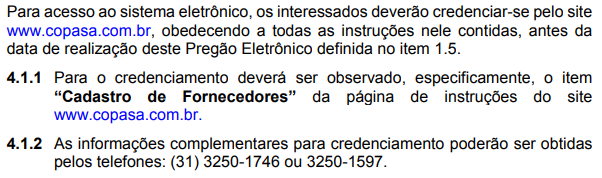 Para acesso ao sistema eletrônico, os interessados deverão credenciar-se pelo site
www.copasa.com.br, obedecendo a todas as instruções nele contidas, antes da
data de realização deste Pregão Eletrônico definida no item 1.5.
4.1.1 Para o credenciamento deverá ser observado, especificamente, o item
“Cadastro de Fornecedores” da página de instruções do site
www.copasa.com.br.
4.1.2 As informações complementares para credenciamento poderão ser obtidas
pelos telefones: (31) 3250-1746 ou 3250-1597.